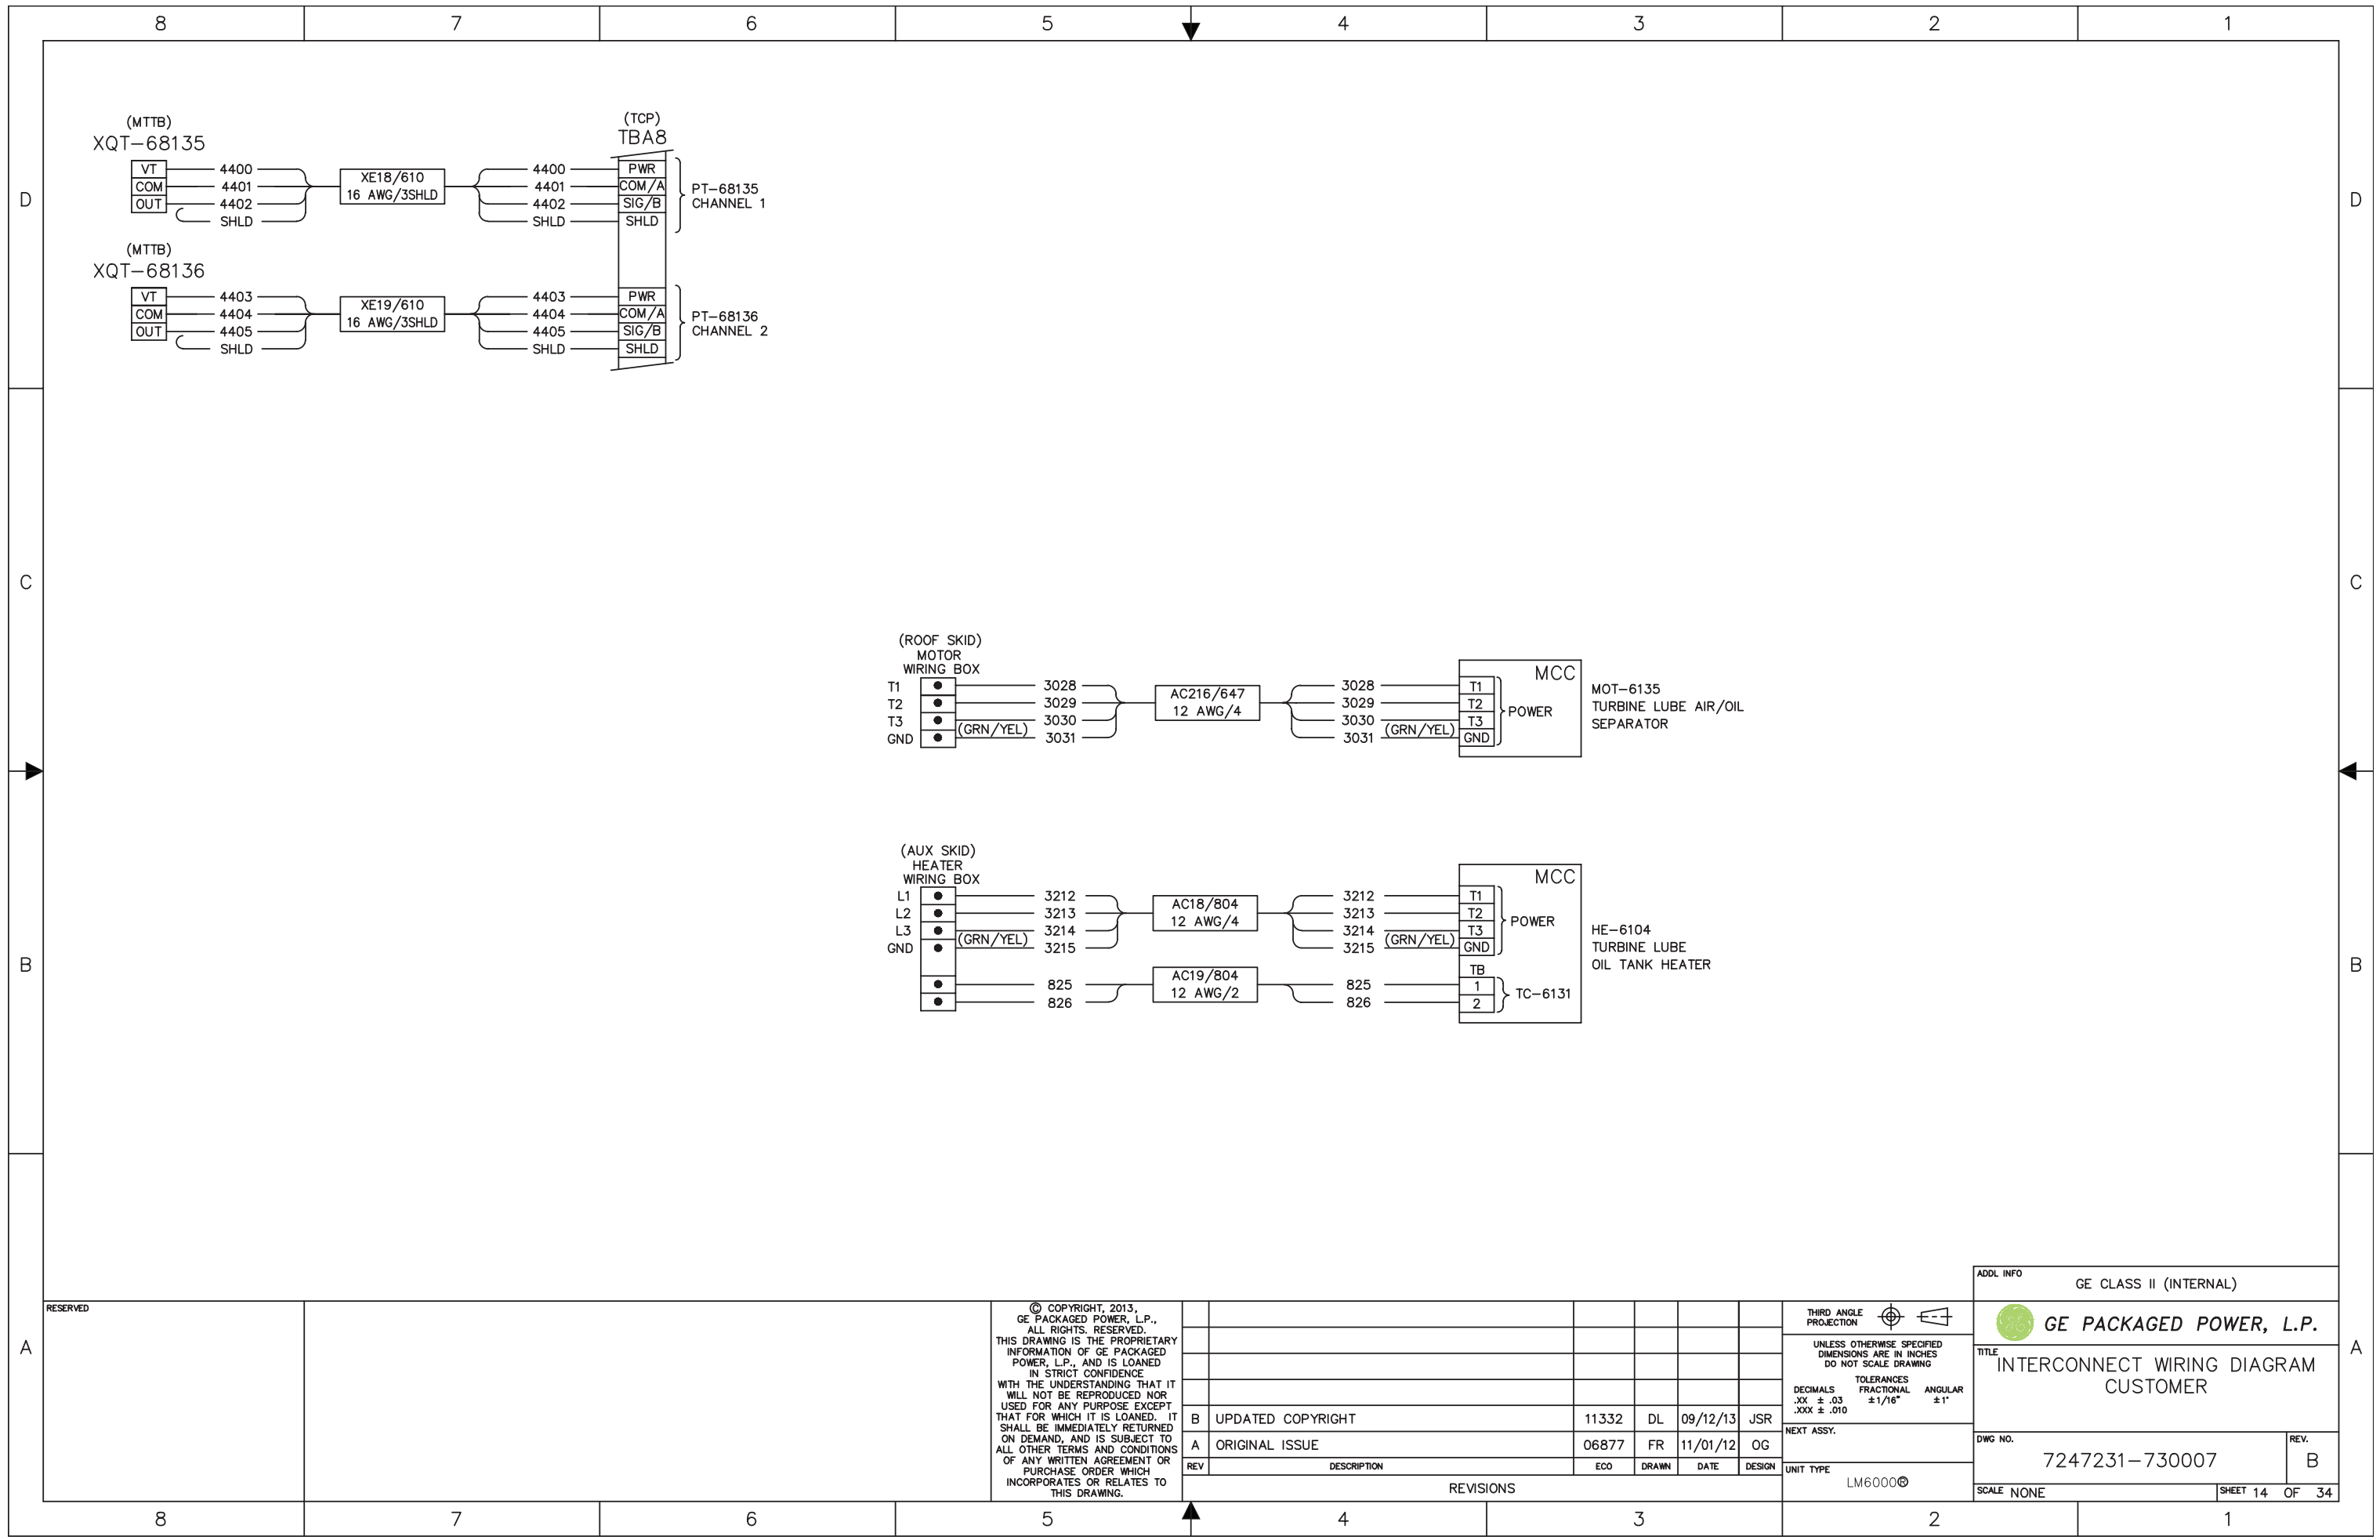 8 7 6 5 4 3 2 1
D
D
C
C
B
B
A
A
(MTTB)
XQT-68135
VT 4400
COM 4401
OUT 4402
SHLD
XE18/610
16 AWG/3SHLD
(TCP)
TBA8
4400 PWR
4401 COM/A
4402 SIG/B
SHLD SHLD
PT-68135
CHANNEL 1
(MTTB)
XQT-68136
VT 4403
COM 4404
OUT 4405
SHLD
XE19/610
16 AWG/3SHLD
4403 PWR
4404 COM/A
4405 SIG/B
SHLD SHLD
PT-68136
CHANNEL 2
(ROOF SKID)
MOTOR
WIRING BOX
T1 3028
T2 3029
T3 3030
GND (GRN/YEL) 3031
AC216/647
12 AWG/4
MCC
3028 T1
3029 T2
3030 T3
3031 (GRN/YEL) GND
POWER
MOT-6135
TURBINE LUBE AIR/OIL
SEPARATOR
(AUX SKID)
HEATER
WIRING BOX
L1 3212
L2 3213
L3 3214
GND (GRN/YEL) 3215
825
826
AC18/804
12 AWG/4
AC19/804
12 AWG/2
MCC
3212 T1
3213 T2
3214 T3
3215 (GRN/YEL) GND
POWER
TB
825 1
826 2
TC-6131
HE-6104
TURBINE LUBE
OIL TANK HEATER
RESERVED
© COPYRIGHT, 2013,
GE PACKAGED POWER, L.P.,
ALL RIGHTS. RESERVED.
THIS DRAWING IS THE PROPRIETARY
INFORMATION OF GE PACKAGED
POWER, L.P., AND IS LOANED
IN STRICT CONFIDENCE
WITH THE UNDERSTANDING THAT IT
WILL NOT BE REPRODUCED NOR
USED FOR ANY PURPOSE EXCEPT
THAT FOR WHICH IT IS LOANED. IT
SHALL BE IMMEDIATELY RETURNED
ON DEMAND, AND IS SUBJECT TO
ALL OTHER TERMS AND CONDITIONS
OF ANY WRITTEN AGREEMENT OR
PURCHASE ORDER WHICH
INCORPORATES OR RELATES TO
THIS DRAWING.
B UPDATED COPYRIGHT 11332 DL 09/12/13 JSR
A ORIGINAL ISSUE 06877 FR 11/01/12 OG
REV DESCRIPTION ECO DRAWN DATE DESIGN
REVISIONS
THIRD ANGLE
PROJECTION
UNLESS OTHERWISE SPECIFIED
DIMENSIONS ARE IN INCHES
DO NOT SCALE DRAWING
TOLERANCES
DECIMALS FRACTIONAL ANGULAR
.XX ± .03 ±1/16" ±1°
.XXX ± .010
NEXT ASSY.
UNIT TYPE
LM6000®
ADDL INFO
GE CLASS II (INTERNAL)
GE PACKAGED POWER, L.P.
TITLE
INTERCONNECT WIRING DIAGRAM
CUSTOMER
DWG NO.
7247231-730007
REV.
B
SCALE NONE
SHEET 14 OF 34
8 7 6 5 4 3 2 1